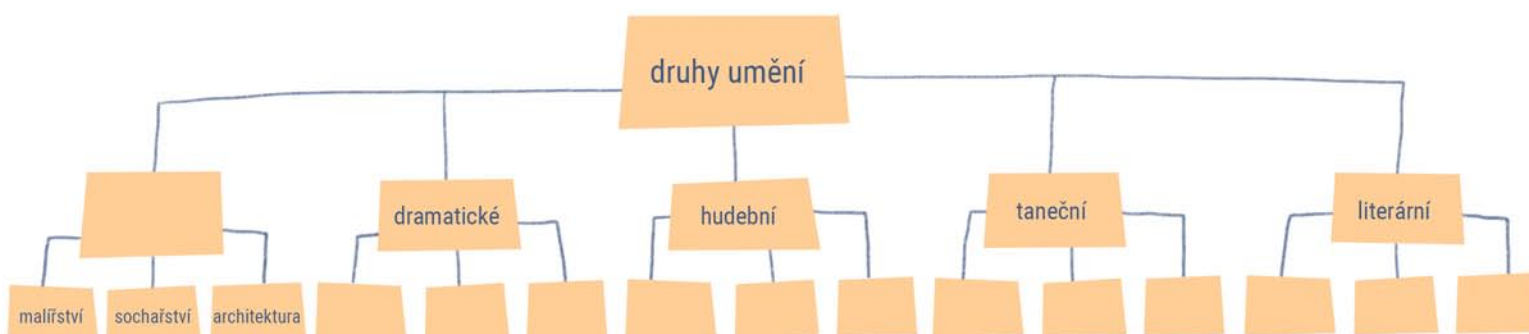 druhy umění
dramatické
hudební
taneční
literární
malířství
sochařství
architektura